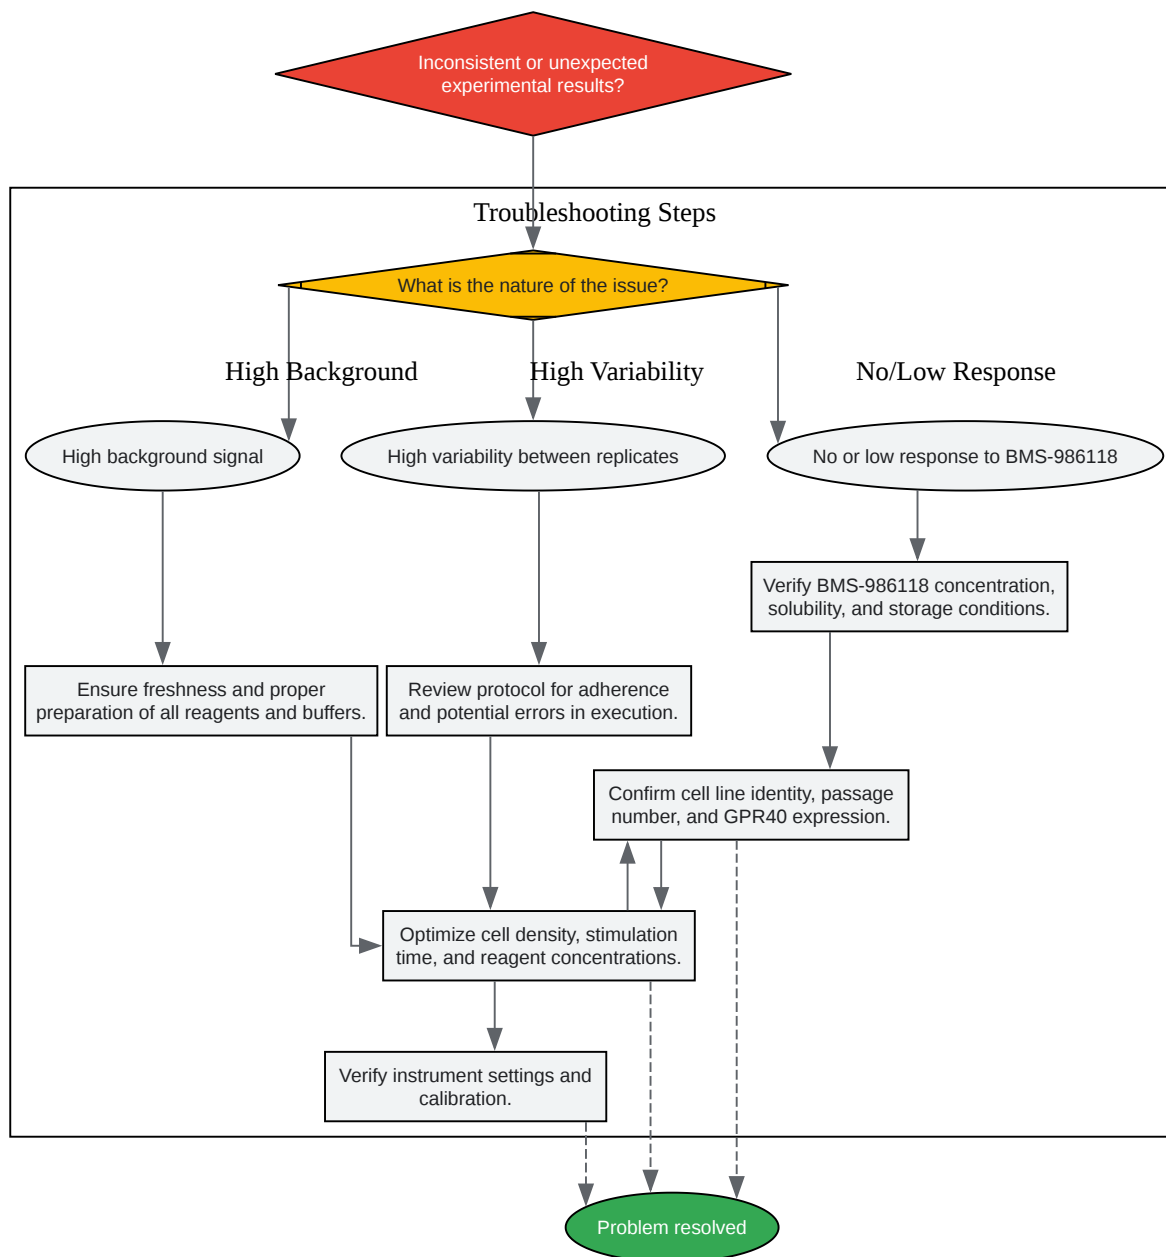 Inconsistent or unexpected
experimental results?
Troubleshooting Steps
What is the nature of the issue?
High Background
High Variability
No/Low Response
High background signal
High variability between replicates
No or low response to BMS-986118
Verify BMS-986118 concentration,
solubility, and storage conditions.
Ensure freshness and proper
preparation of all reagents and buffers.
Review protocol for adherence
and potential errors in execution.
Confirm cell line identity, passage
number, and GPR40 expression.
Optimize cell density, stimulation
time, and reagent concentrations.
Verify instrument settings and
calibration.
Problem resolved